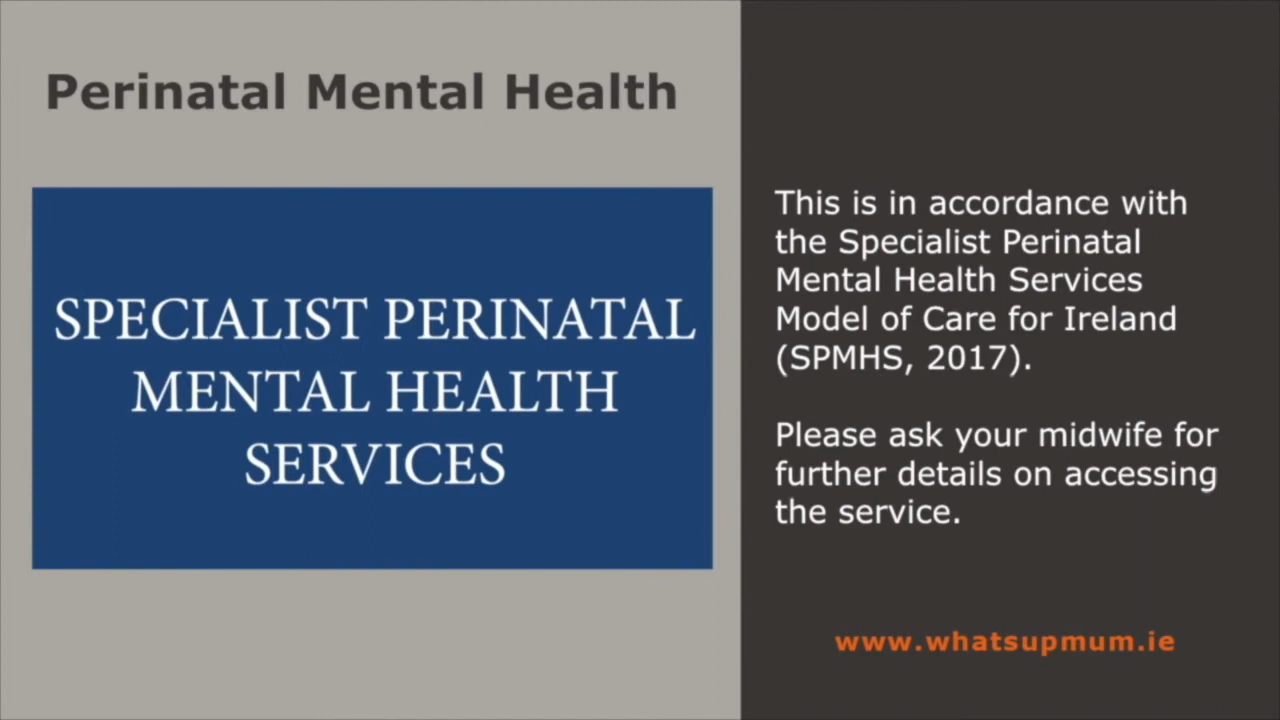 Perinatal Mental Health
SPECIALIST PERINATAL
MENTAL HEALTH
SERVICES
This is in accordance with
the Specialist Perinatal
Mental Health Services
Model of Care for Ireland
(SPMHS, 2017).
Please ask your midwife for
further details on accessing
the service.
www.whatsupmum.ie